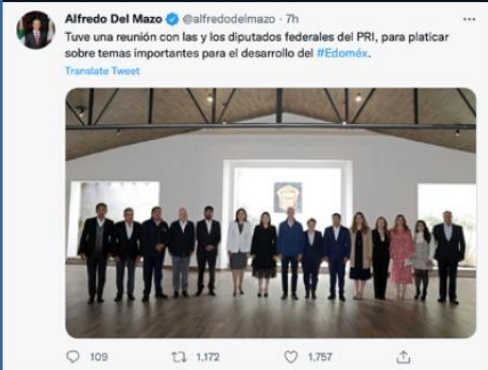 Alfredo Del Mazo @alfredodelmazo · 7h
Tuve una reunión con las y los diputados federales del PRI, para platicar
sobre temas importantes para el desarrollo del #Edoméx.
Translate Tweet
109 1,172 1,757